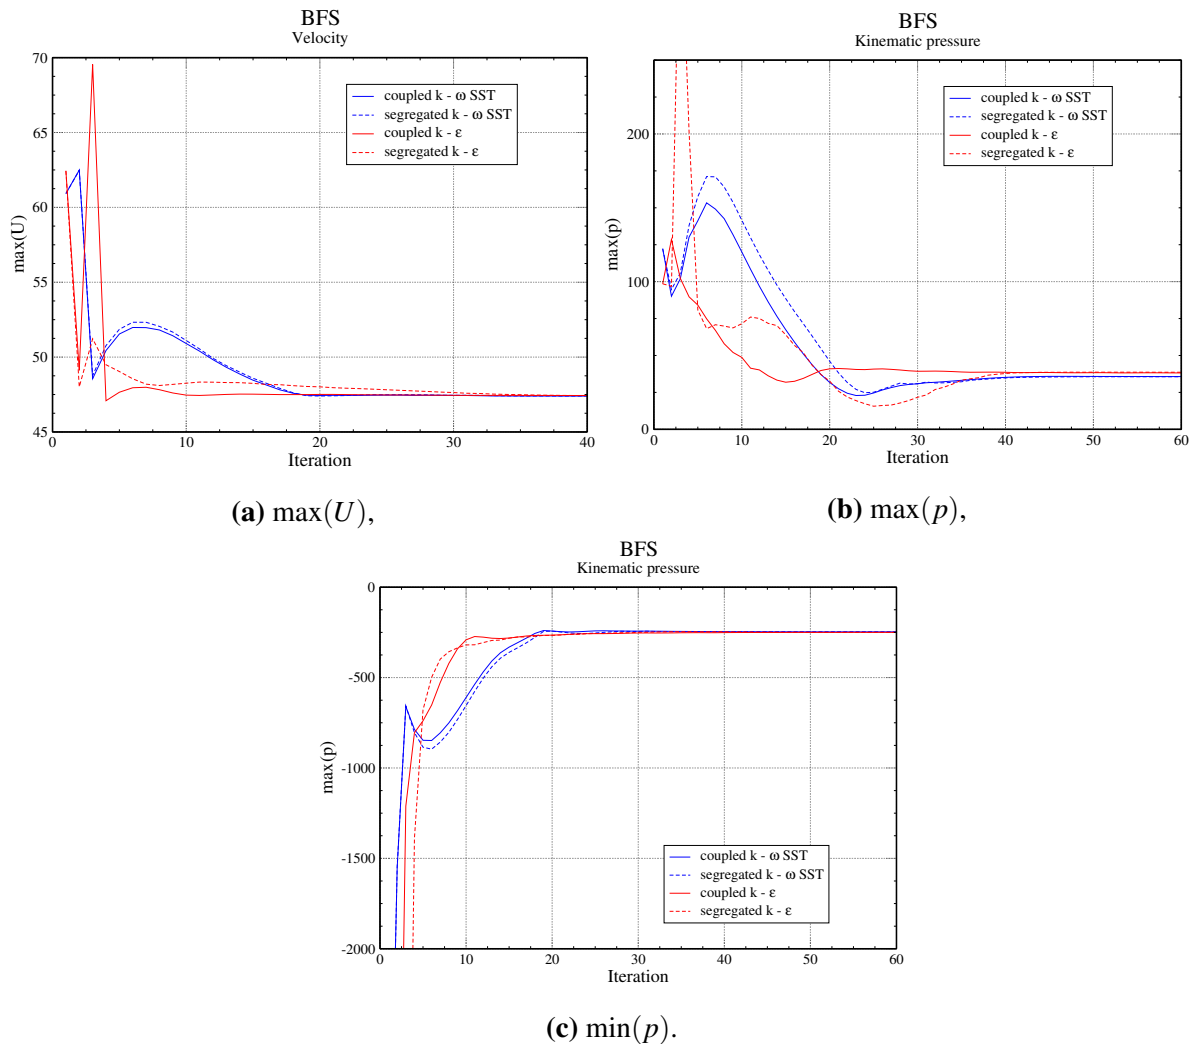 BFS
Velocity
70
65
60
55
50
45
max(U)
0
10
20
30
40
Iteration
coupled k - ω SST
segregated k - ω SST
coupled k - ε
segregated k - ε
(a) max(U),
BFS
Kinematic pressure
200
100
0
max(p)
0
10
20
30
40
50
60
Iteration
coupled k - ω SST
segregated k - ω SST
coupled k - ε
segregated k - ε
(b) max(p),
BFS
Kinematic pressure
0
-500
-1000
-1500
-2000
max(p)
0
10
20
30
40
50
60
Iteration
coupled k - ω SST
segregated k - ω SST
coupled k - ε
segregated k - ε
(c) min(p).